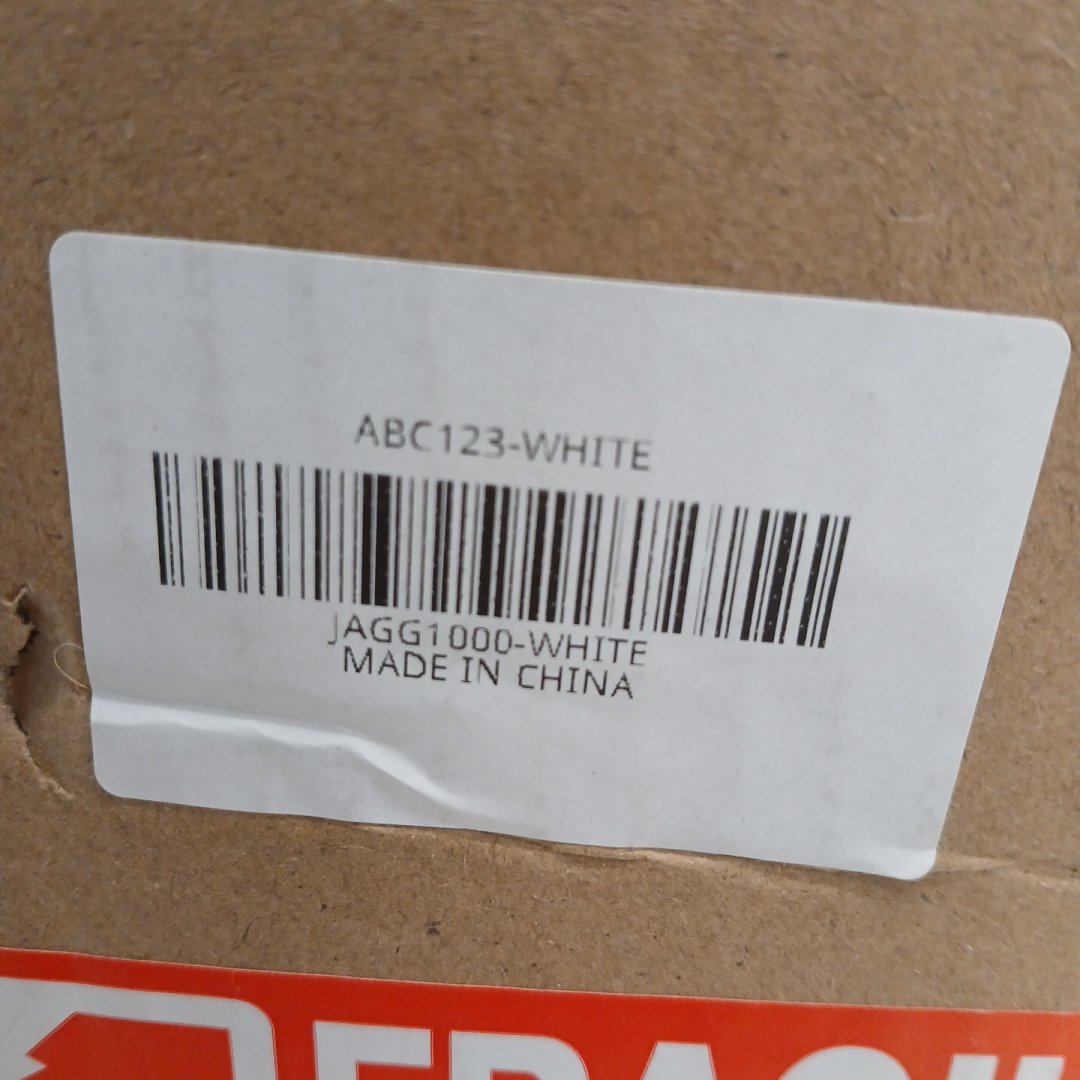 ABC123-WHITE
JAGG1000-WHITE
MADE IN CHINA